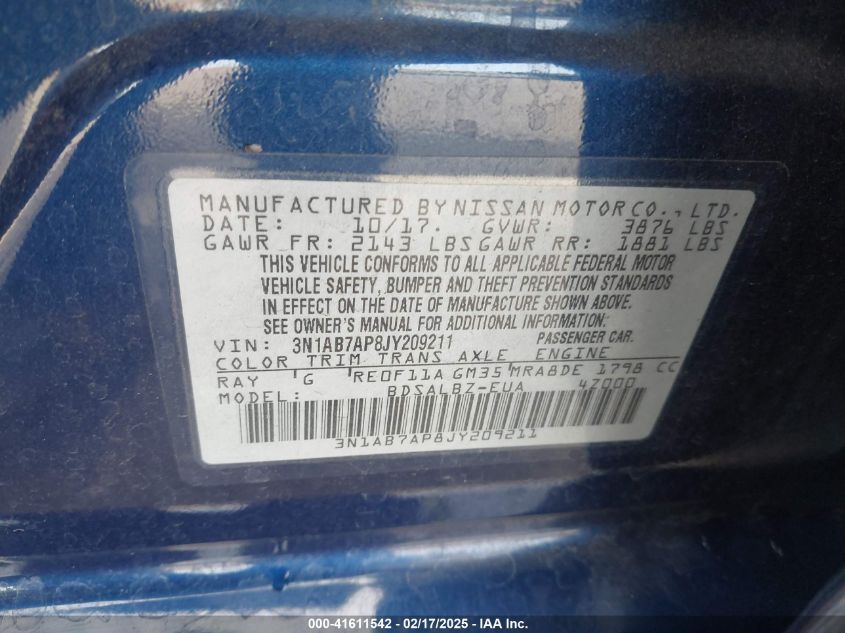 MANUFACTURED BY NISSAN MOTOR CO., LTD.
DATE: 10/17. GVWR: 3876 LBS
GAWR FR: 2143 LBS GAWR RR: 1881 LBS
THIS VEHICLE CONFORMS TO ALL APPLICABLE FEDERAL MOTOR
VEHICLE SAFETY, BUMPER AND THEFT PREVENTION STANDARDS
IN EFFECT ON THE DATE OF MANUFACTURE SHOWN ABOVE.
SEE OWNER'S MANUAL FOR ADDITIONAL INFORMATION.
VIN: 3N1AB7AP8JY209211 PASSENGER CAR.
COLOR TRIM TRANS AXLE ENGINE
RAY 'G 'RE0F11A GM35 MRA8DE 1798 CC
MODEL: BDSALBZ-EUA 4Z000
3N1AB7AP8JY209211
000-41611542 - 02/17/2025 - IAA Inc.